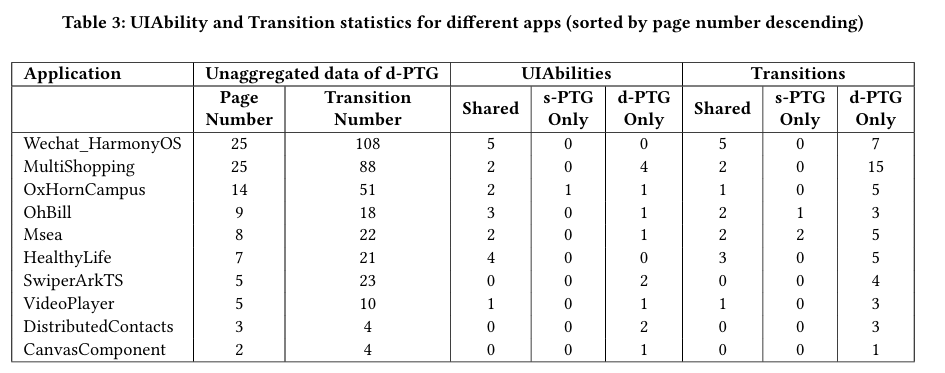 Table 3: UIAbility and Transition statistics for different apps (sorted by page number descending)
Application Unaggregated data of d-PTG UIAbilities Transitions
Page Number Transition Number Shared s-PTG Only d-PTG Only Shared s-PTG Only d-PTG Only
Wechat_HarmonyOS 25 108 5 0 0 5 0 7
MultiShopping 25 88 2 0 4 2 0 15
OxHornCampus 14 51 2 1 1 1 0 5
OhBill 9 18 3 0 1 2 1 3
Msea 8 22 2 0 1 2 2 5
HealthyLife 7 21 4 0 0 3 0 5
SwiperArkTS 5 23 0 0 2 0 0 4
VideoPlayer 5 10 1 0 1 1 0 3
DistributedContacts 3 4 0 0 2 0 0 3
CanvasComponent 2 4 0 0 1 0 0 1